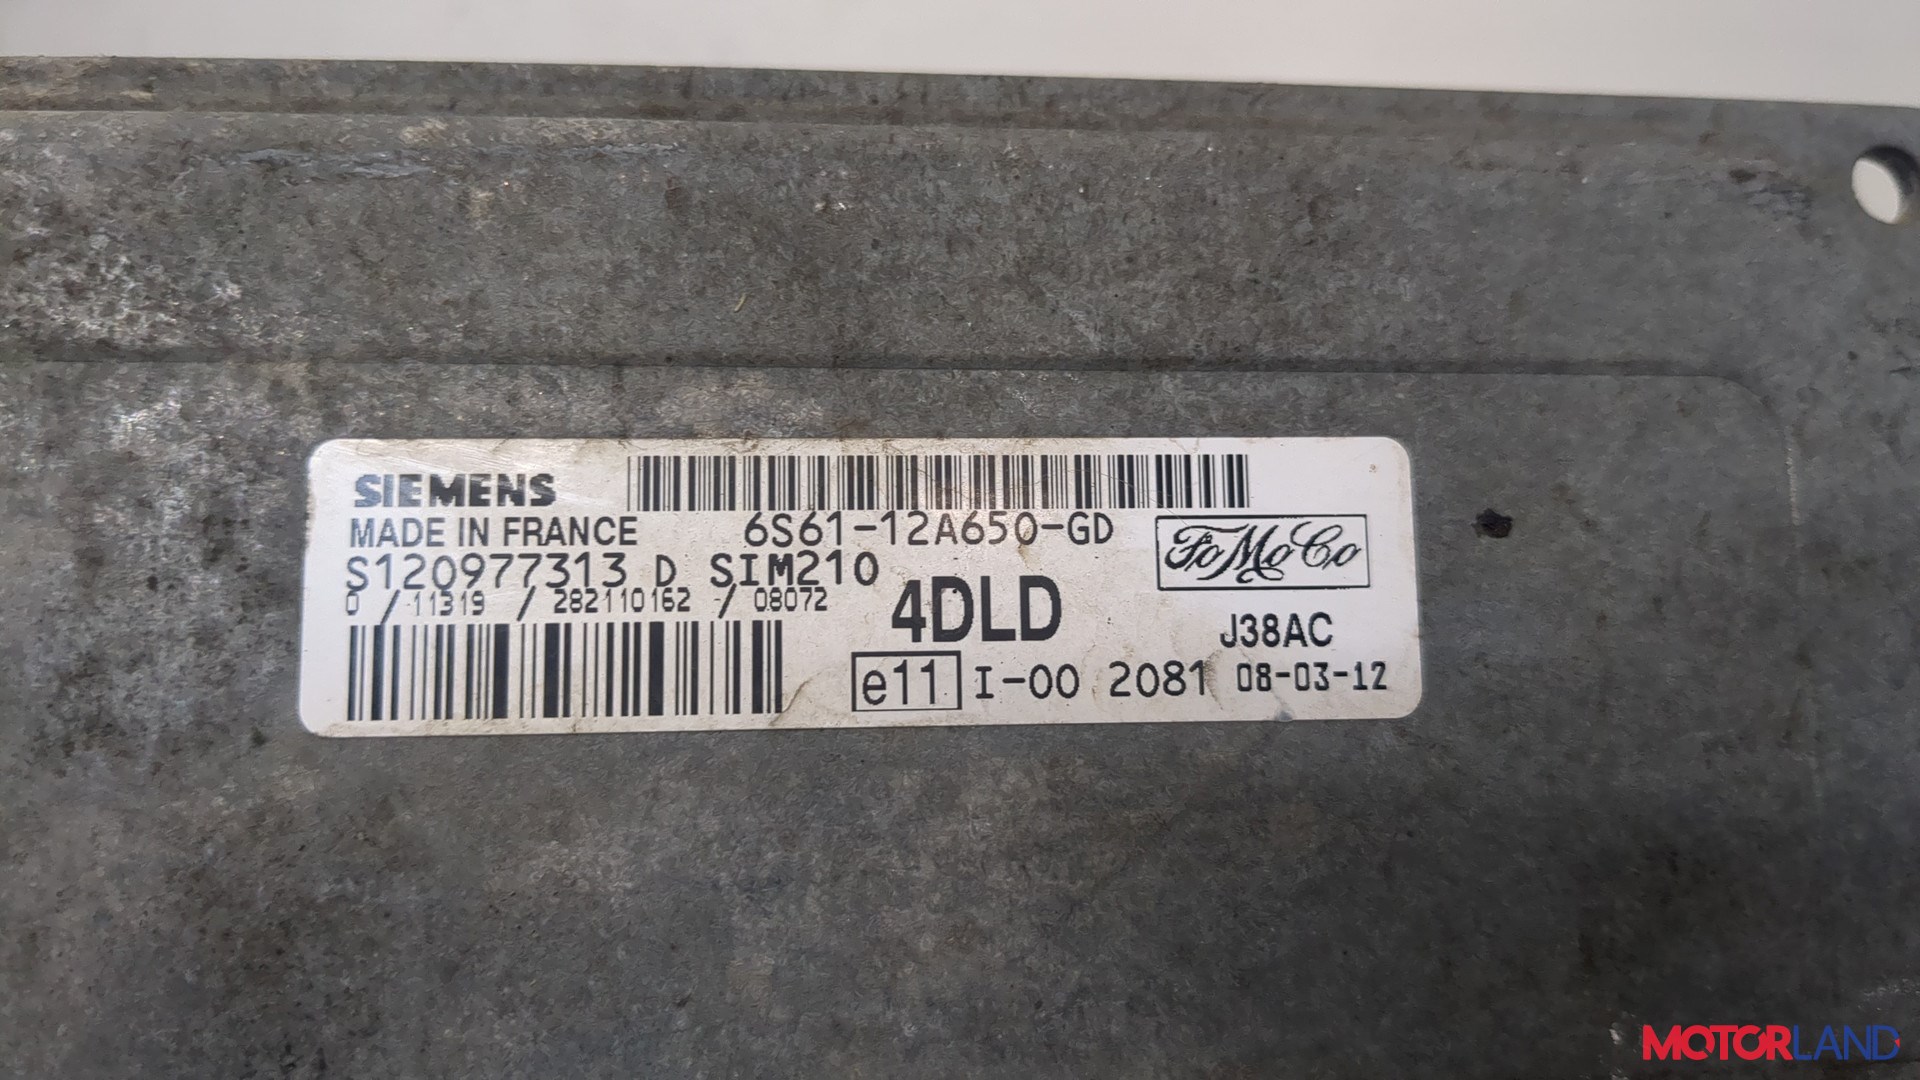 SIEMENS
MADE IN FRANCE 6S61-12A650-GD
FoMoCo
S120977313 D SIM210
0 / 11319 / 282110162 / 08072
4DLD
J38AC
e11 I-00 2081 08-03-12
MOTORLAND